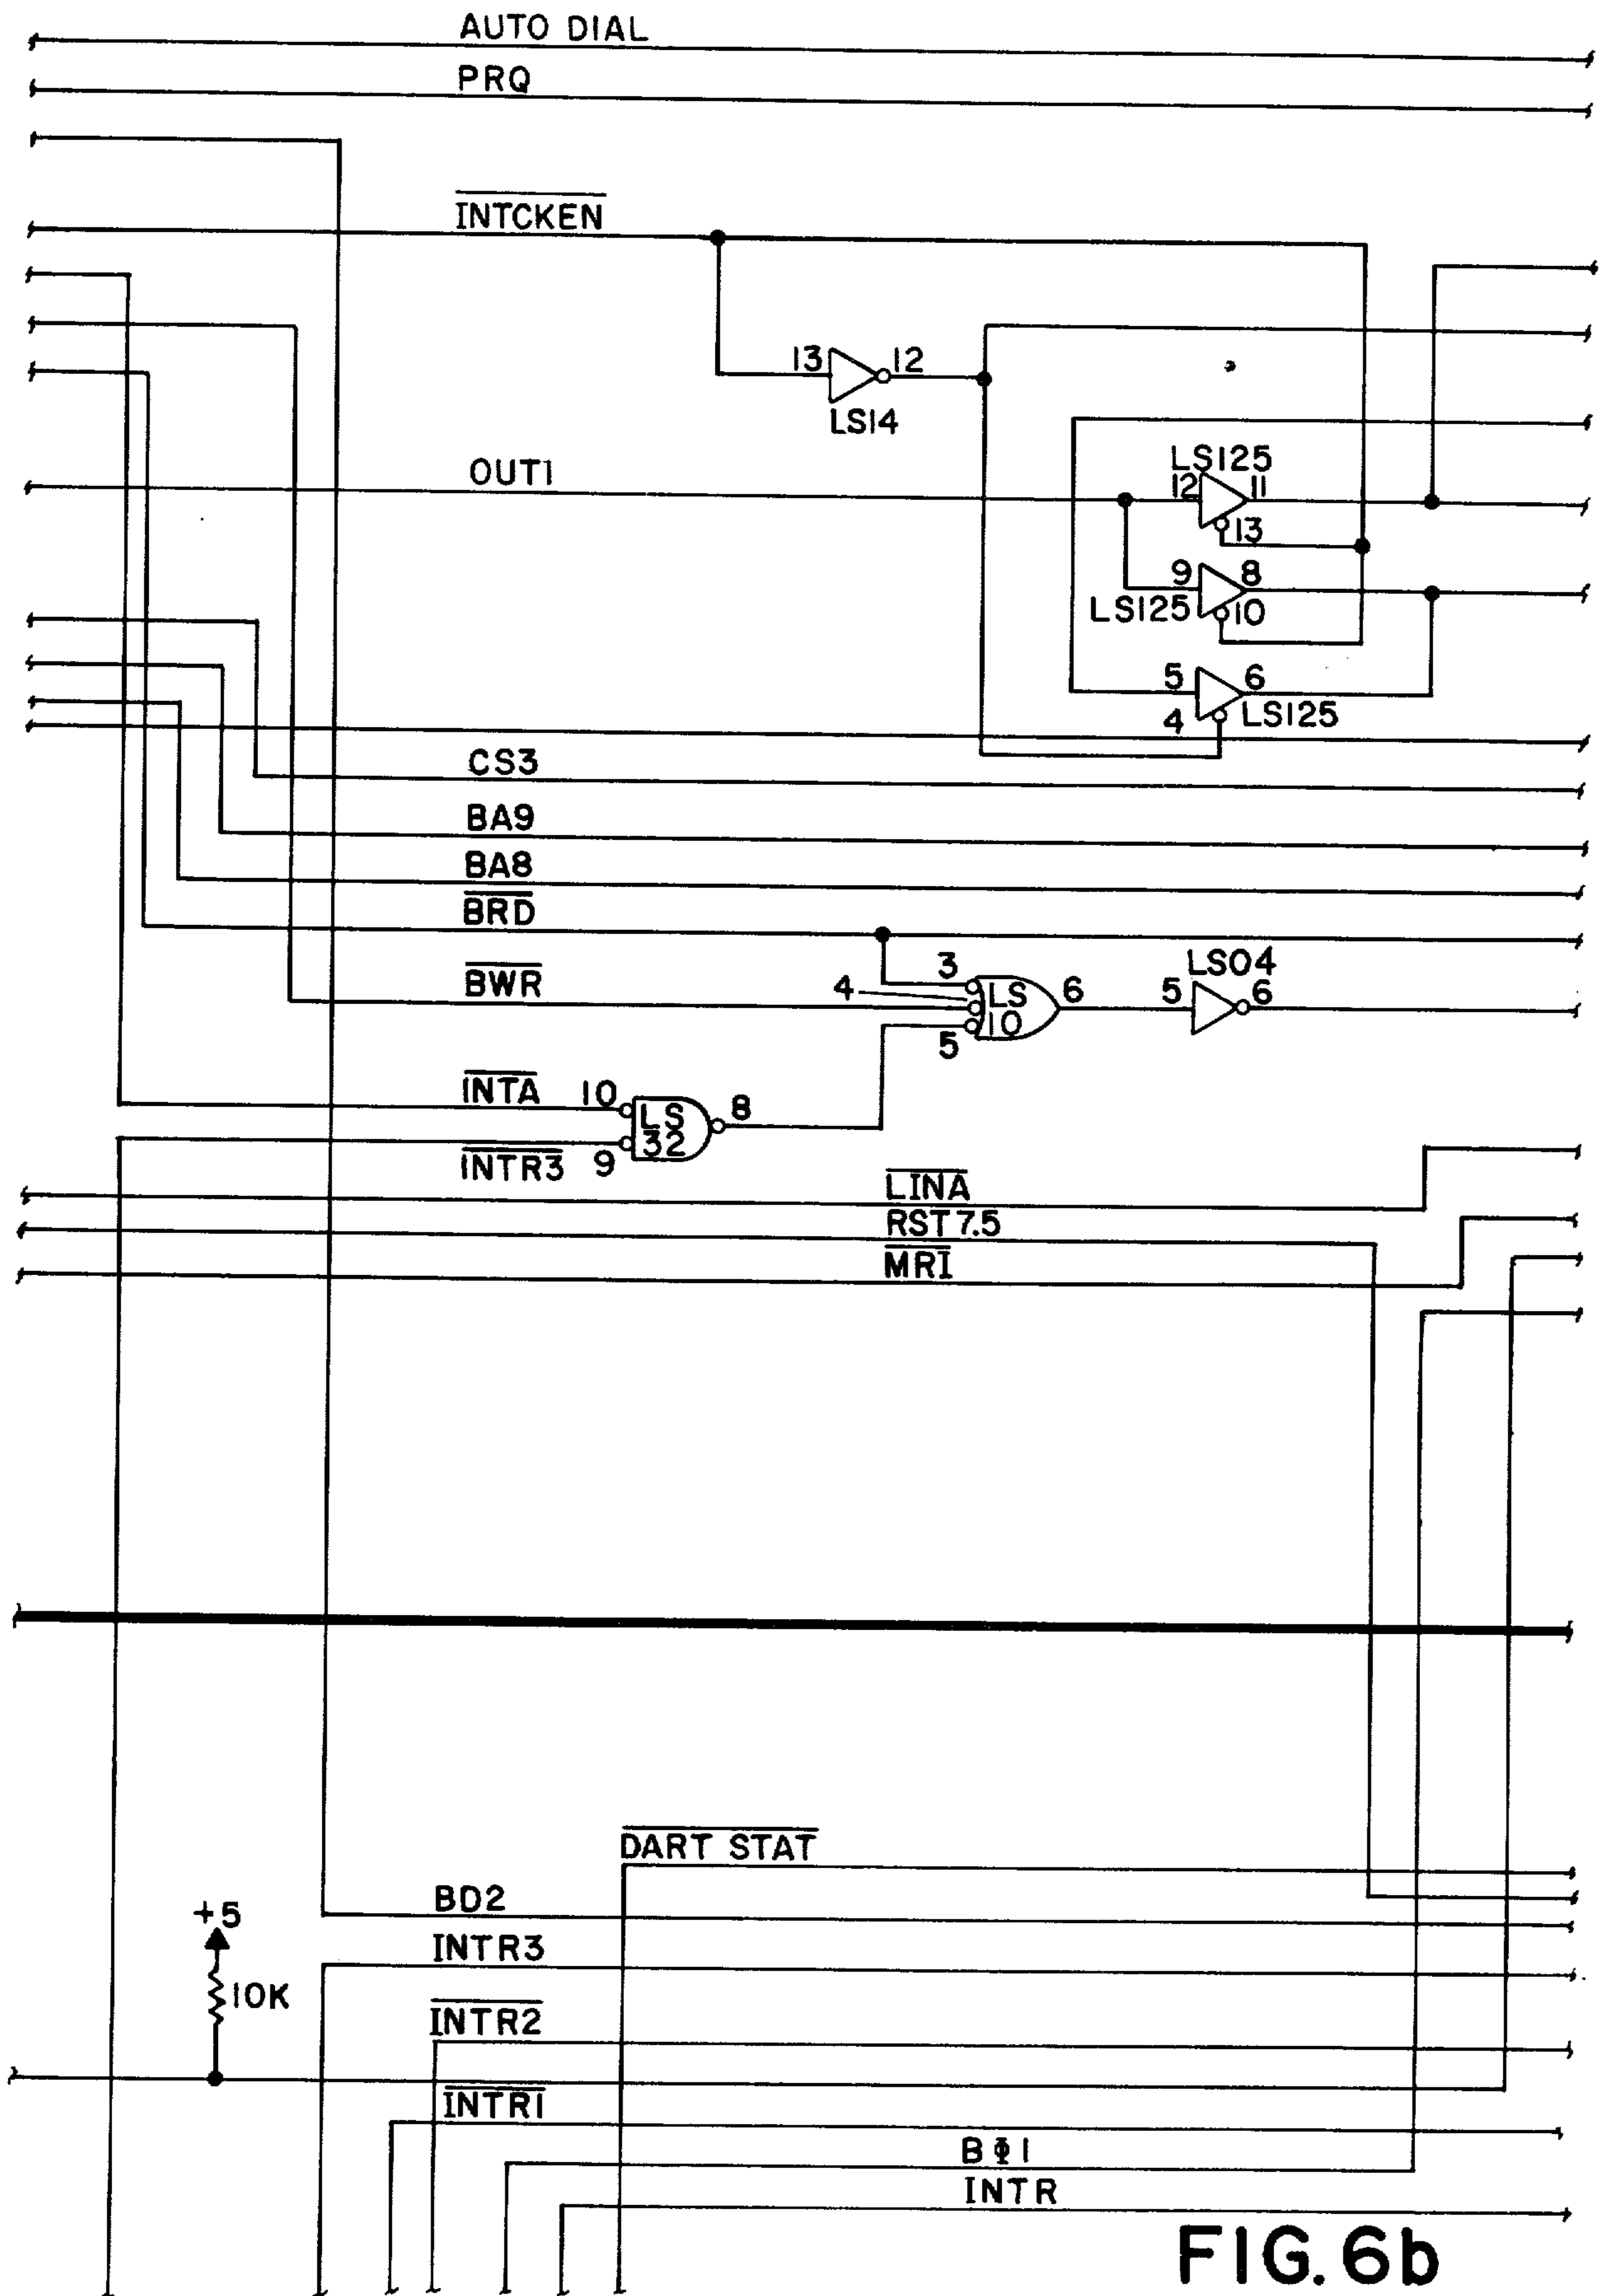 AUTO DIAL
PRQ
INTCKEN
13 12
LS14
OUT1
LS125
12 11
13
9 8
LS125 10
5 6
4 LS125
CS3
BA9
BA8
BRD
BWR
3
4
5
LS
10
6
LS04
5 6
INTA
10
LS
32
8
INTR3 9
LINA
RST 7.5
MRI
DART STAT
BD2
+5
INTR3
10K
INTR2
INTR1
BΦ1
INTR
FIG. 6b